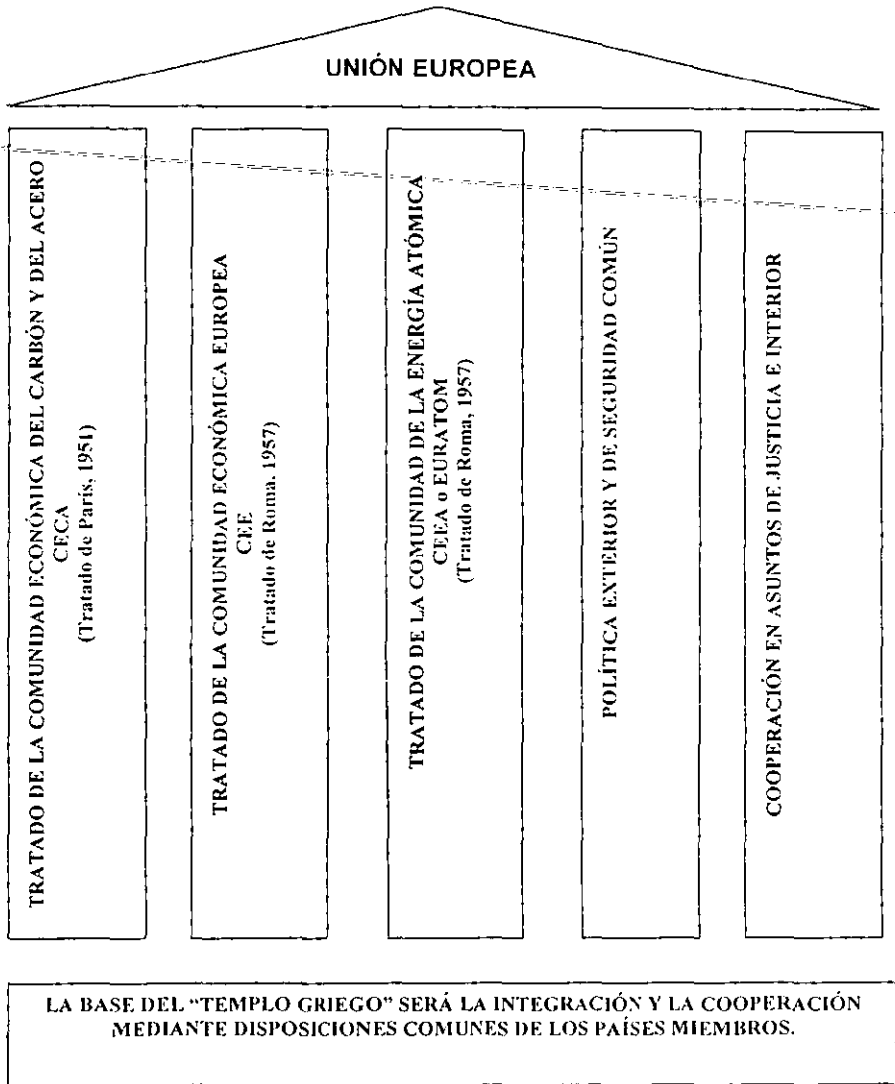 UNIÓN EUROPEA
TRATADO DE LA COMUNIDAD ECONÓMICA DEL CARBÓN Y DEL ACERO
CECA
(Tratado de París, 1951)
TRATADO DE LA COMUNIDAD ECONÓMICA EUROPEA
CEE
(Tratado de Roma. 1957)
TRATADO DE LA COMUNIDAD DE LA ENERGÍA ATÓMICA
CEEA o EURATOM
(Tratado de Roma, 1957)
POLÍTICA EXTERIOR Y DE SEGURIDAD COMÚN
COOPERACIÓN EN ASUNTOS DE JUSTICIA E INTERIOR
LA BASE DEL “TEMPLO GRIEGO” SERÁ LA INTEGRACIÓN Y LA COOPERACIÓN
MEDIANTE DISPOSICIONES COMUNES DE LOS PAÍSES MIEMBROS.